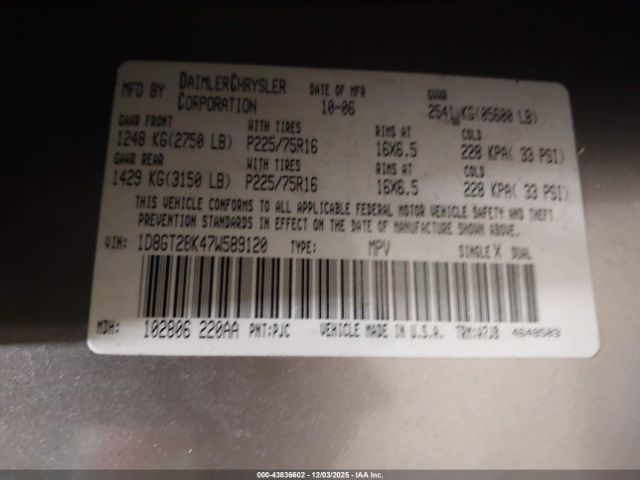 MFD BY DAIMLERCHRYSLER CORPORATION DATE OF MFR 10-06 GVWR 2541 KG(05600 LB)
GAWR FRONT WITH TIRES RIMS AT COLD
1248 KG(2750 LB) P225/75R16 16X6.5 228 KPA( 33 PSI)
GAWR REAR WITH TIRES RIMS AT COLD
1429 KG(3150 LB) P225/75R16 16X6.5 228 KPA( 33 PSI)
THIS VEHICLE CONFORMS TO ALL APPLICABLE FEDERAL MOTOR VEHICLE SAFETY AND THEFT
PREVENTION STANDARDS IN EFFECT ON THE DATE OF MANUFACTURE SHOWN ABOVE.
VIN: 1D8GT28K47W589120 TYPE: MPV SINGLE X DUAL
MDH: 102806 220AA PNT:PJC VEHICLE MADE IN U.S.A. TRM:A7J8 4648503
000-43836602 - 12/03/2025 - IAA Inc.